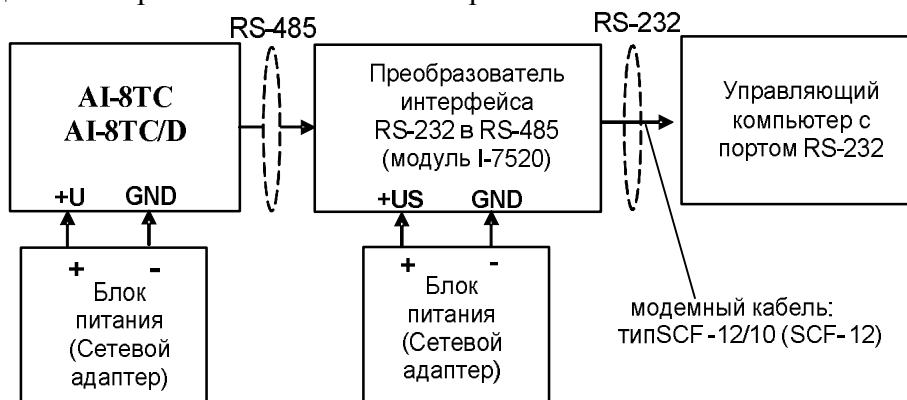 RS-485
RS-232
AI-8TC
AI-8TC/D
+U GND
Преобразователь
интерфейса
RS-232 в RS-485
(модуль I-7520)
+US GND
Управляющий
компьютер с
портом RS-232
+ -
Блок
питания
(Сетевой
адаптер)
+ -
Блок
питания
(Сетевой
адаптер)
модемный кабель:
типSCF-12/10 (SCF-12)